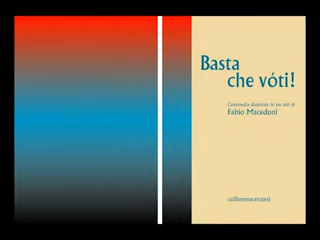 Basta
che vóti!
Commedia dialettale in tre atti di
Fabio Macedoni